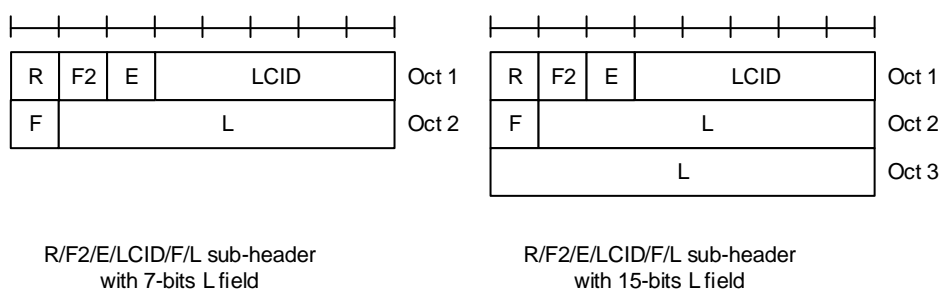 R F2 E LCID Oct 1 R F2 E LCID Oct 1
F L Oct 2 F L Oct 2
L Oct 3
R/F2/E/LCID/F/L sub-header R/F2/E/LCID/F/L sub-header
with 7-bits L field with 15-bits L field